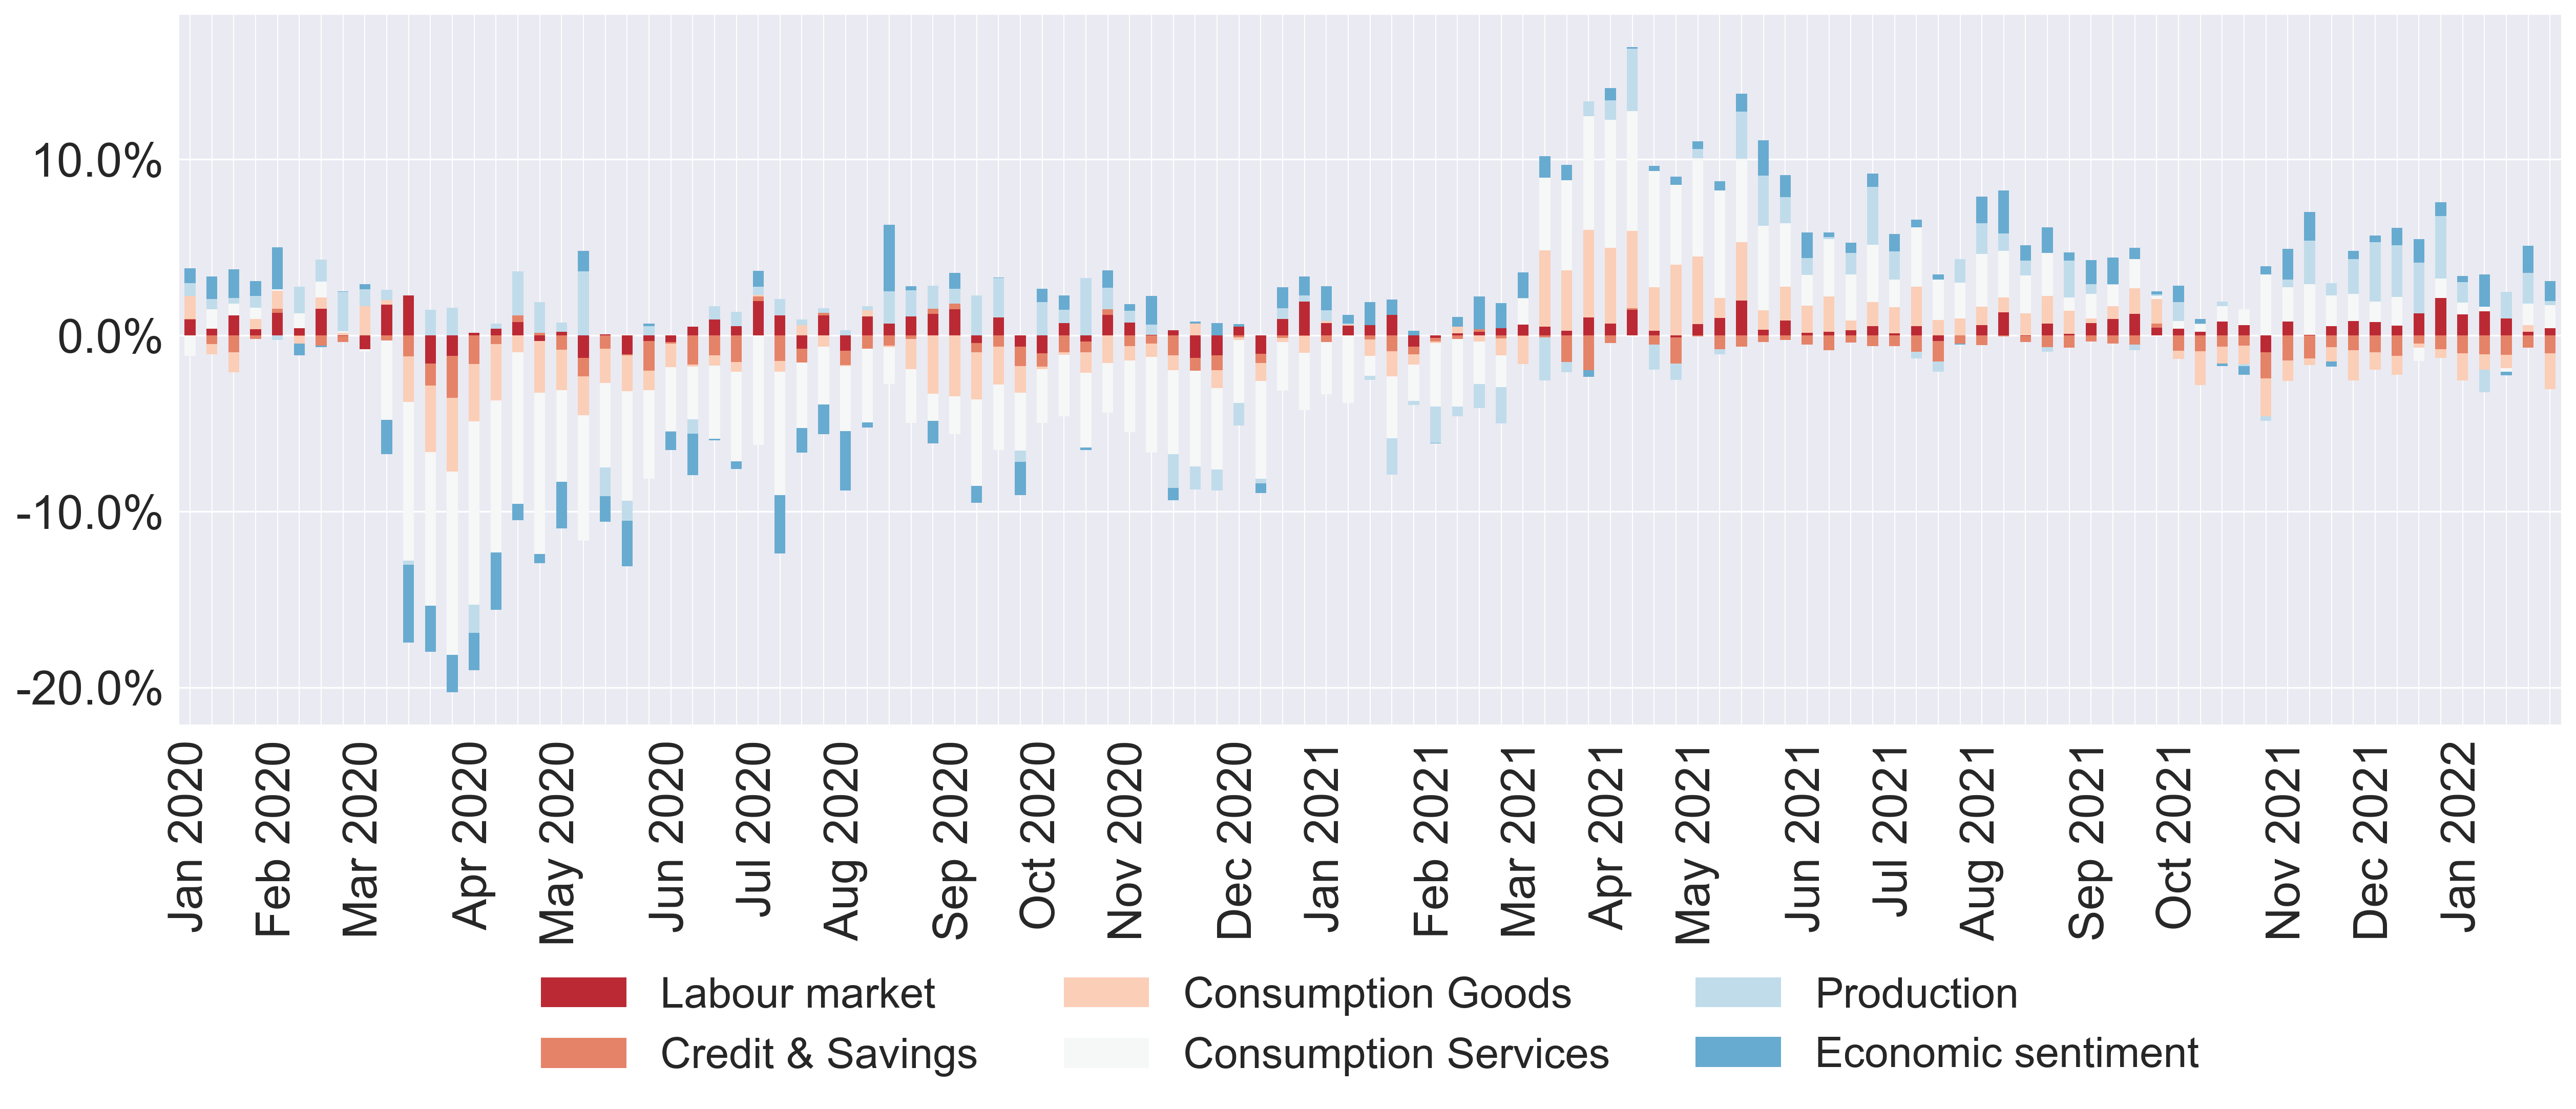 10.0%
0.0%
-10.0%
-20.0%
Jan 2020
Feb 2020
Mar 2020
Apr 2020
May 2020
Jun 2020
Jul 2020
Aug 2020
Sep 2020
Oct 2020
Nov 2020
Dec 2020
Jan 2021
Feb 2021
Mar 2021
Apr 2021
May 2021
Jun 2021
Jul 2021
Aug 2021
Sep 2021
Oct 2021
Nov 2021
Dec 2021
Jan 2022
Labour market
Credit & Savings
Consumption Goods
Consumption Services
Production
Economic sentiment